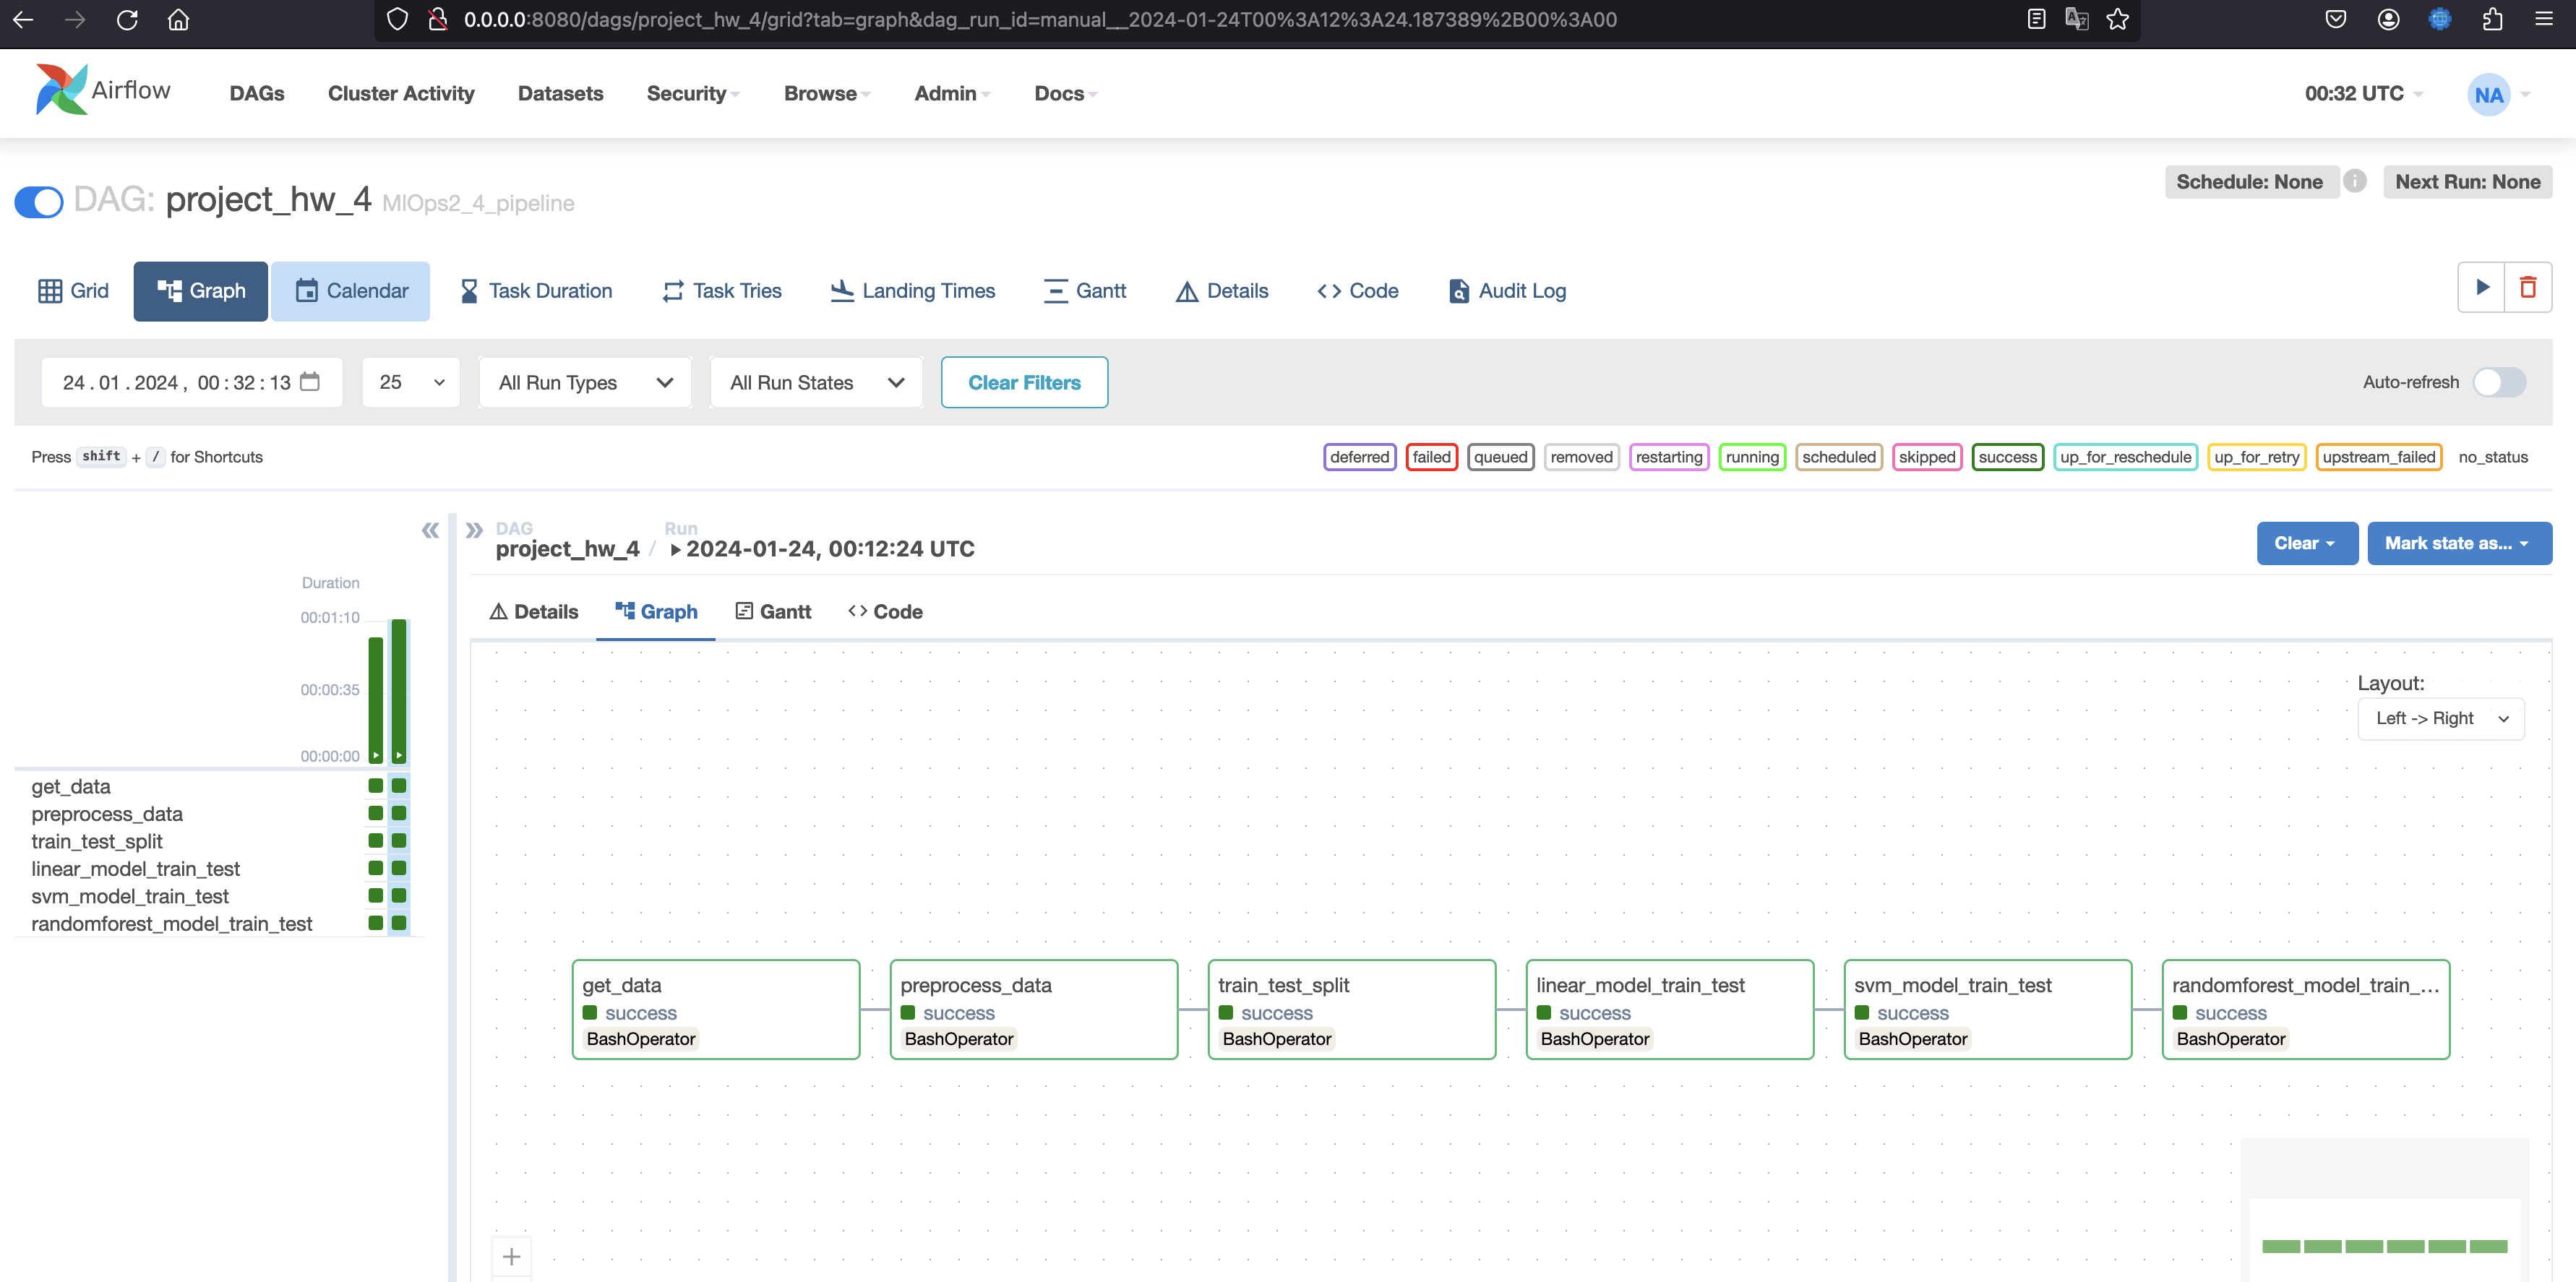 0.0.0.0:8080/dags/project_hw_4/grid?tab=graph&dag_run_id=manual__2024-01-24T00%3A12%3A24.187389%2B00%3A00
Airflow DAGs Cluster Activity Datasets Security Browse Admin Docs 00:32 UTC NA
DAG: project_hw_4 MlOps2_4_pipeline Schedule: None i Next Run: None
Grid Graph Calendar Task Duration Task Tries Landing Times Gantt Details Code Audit Log
24.01.2024, 00:32:13 25 All Run Types All Run States Clear Filters Auto-refresh
Press shift + / for Shortcuts deferred failed queued removed restarting running scheduled skipped success up_for_reschedule up_for_retry upstream_failed no_status
DAG Run
project_hw_4 / 2024-01-24, 00:12:24 UTC Clear Mark state as...
Duration
00:01:10
00:00:35
00:00:00
get_data
preprocess_data
train_test_split
linear_model_train_test
svm_model_train_test
randomforest_model_train_test
Details Graph Gantt Code
Layout:
Left -> Right
get_data
success
BashOperator
preprocess_data
success
BashOperator
train_test_split
success
BashOperator
linear_model_train_test
success
BashOperator
svm_model_train_test
success
BashOperator
randomforest_model_train_...
success
BashOperator
+